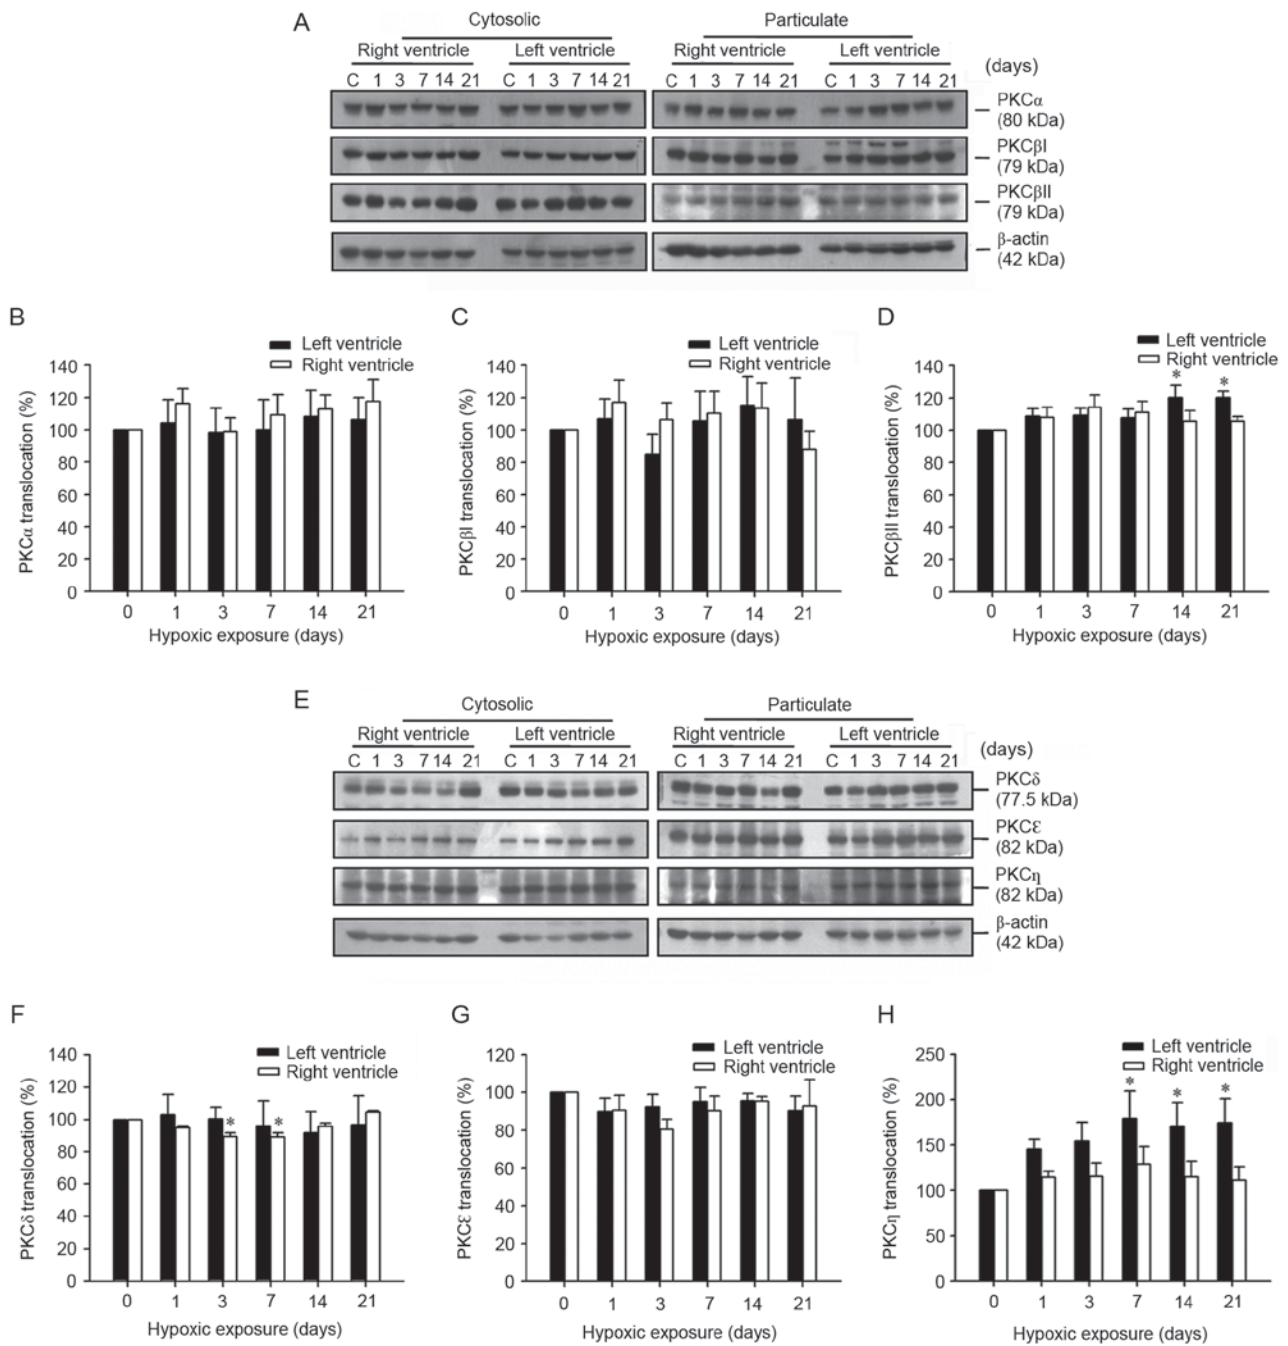 A
Cytosolic
Particulate
Right ventricle
Left ventricle
Right ventricle
Left ventricle
(days)
C 1 3 7 14 21
C 1 3 7 14 21
C 1 3 7 14 21
C 1 3 7 14 21
PKCα
(80 kDa)
PKCβI
(79 kDa)
PKCβII
(79 kDa)
β-actin
(42 kDa)
B
Left ventricle
Right ventricle
PKCα translocation (%)
140
120
100
80
60
40
20
0
0 1 3 7 14 21
Hypoxic exposure (days)
C
Left ventricle
Right ventricle
PKCβI translocation (%)
140
120
100
80
60
40
20
0
0 1 3 7 14 21
Hypoxic exposure (days)
D
Left ventricle
Right ventricle
PKCβII translocation (%)
140
120
100
80
60
40
20
0
* *
0 1 3 7 14 21
Hypoxic exposure (days)
E
Cytosolic
Particulate
Right ventricle
Left ventricle
Right ventricle
Left ventricle
(days)
C 1 3 7 14 21
C 1 3 7 14 21
C 1 3 7 14 21
C 1 3 7 14 21
PKCδ
(77.5 kDa)
PKCε
(82 kDa)
PKCη
(82 kDa)
β-actin
(42 kDa)
F
Left ventricle
Right ventricle
PKCδ translocation (%)
140
120
100
80
60
40
20
0
* *
0 1 3 7 14 21
Hypoxic exposure (days)
G
Left ventricle
Right ventricle
PKCε translocation (%)
120
100
80
60
40
20
0
0 1 3 7 14 21
Hypoxic exposure (days)
H
Left ventricle
Right ventricle
PKCη translocation (%)
250
200
150
100
50
0
* * *
0 1 3 7 14 21
Hypoxic exposure (days)